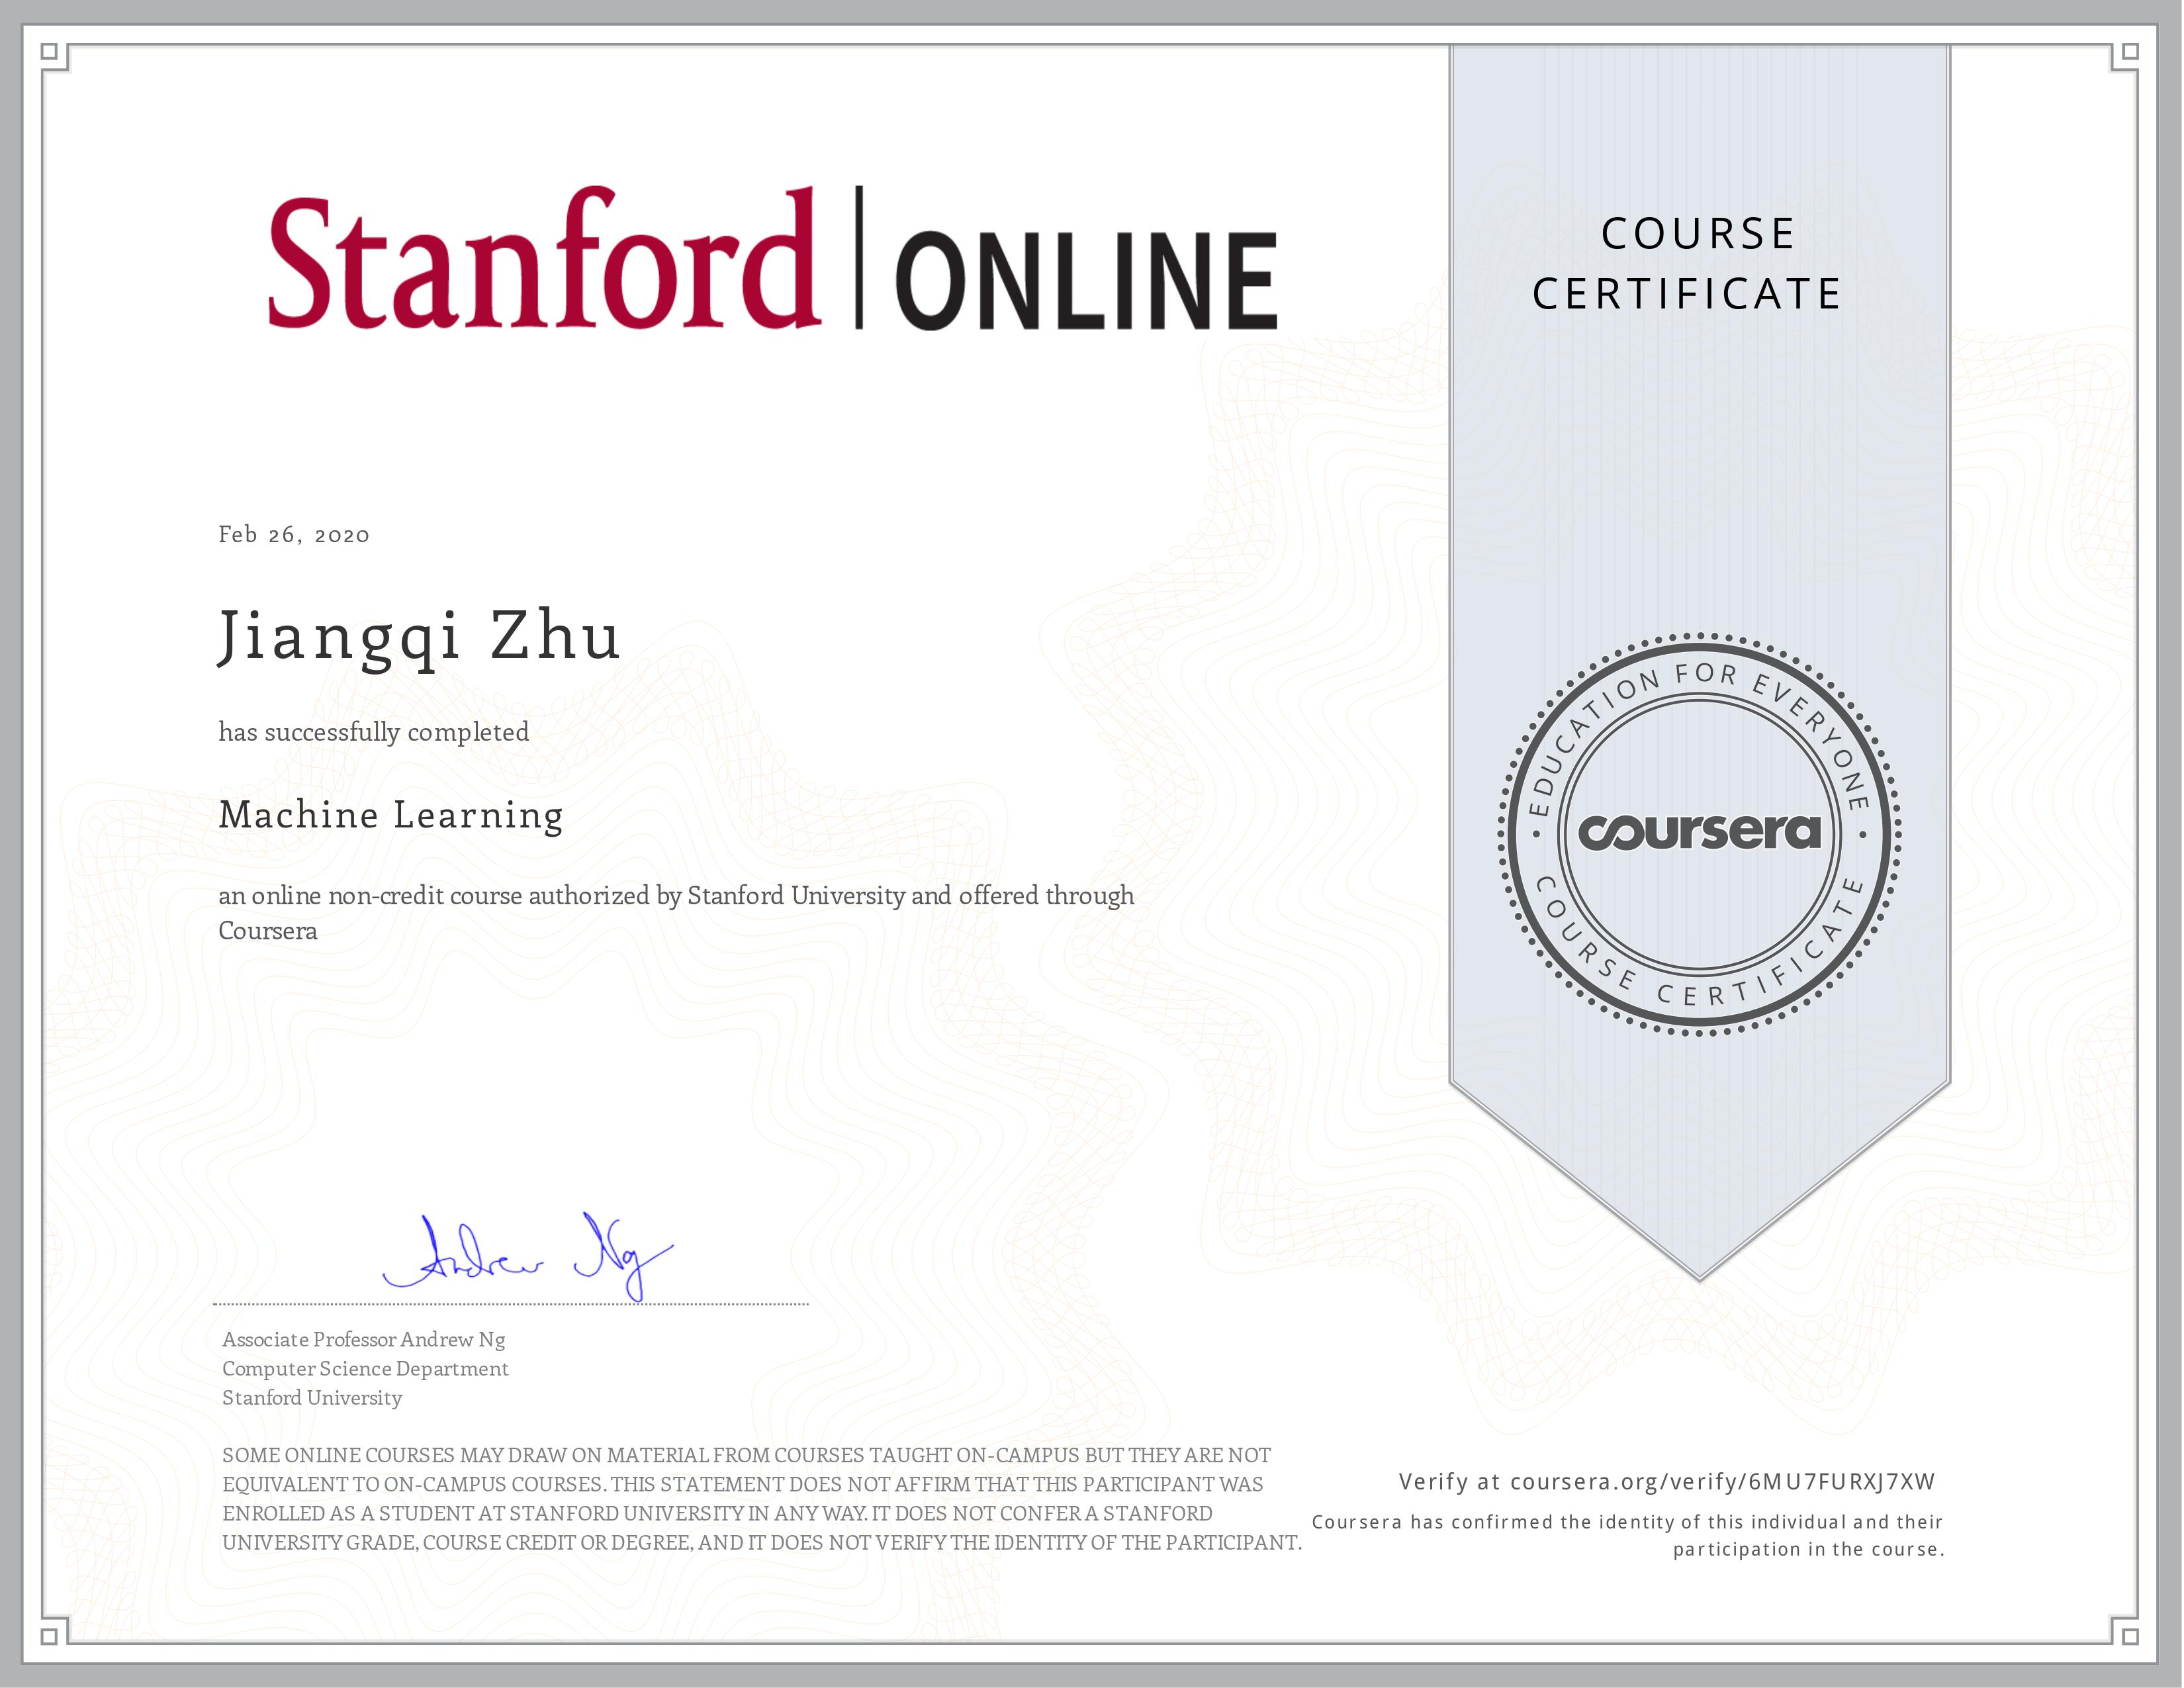 Stanford | ONLINE
COURSE
CERTIFICATE
Feb 26, 2020
Jiangqi Zhu
has successfully completed
Machine Learning
an online non-credit course authorized by Stanford University and offered through
Coursera
EDUCATION FOR EVERYONE
coursera
COURSE CERTIFICATE
Andrew Ng
Associate Professor Andrew Ng
Computer Science Department
Stanford University
SOME ONLINE COURSES MAY DRAW ON MATERIAL FROM COURSES TAUGHT ON-CAMPUS BUT THEY ARE NOT
EQUIVALENT TO ON-CAMPUS COURSES. THIS STATEMENT DOES NOT AFFIRM THAT THIS PARTICIPANT WAS
ENROLLED AS A STUDENT AT STANFORD UNIVERSITY IN ANY WAY. IT DOES NOT CONFER A STANFORD
UNIVERSITY GRADE, COURSE CREDIT OR DEGREE, AND IT DOES NOT VERIFY THE IDENTITY OF THE PARTICIPANT.
Verify at coursera.org/verify/6MU7FURXJ7XW
Coursera has confirmed the identity of this individual and their
participation in the course.